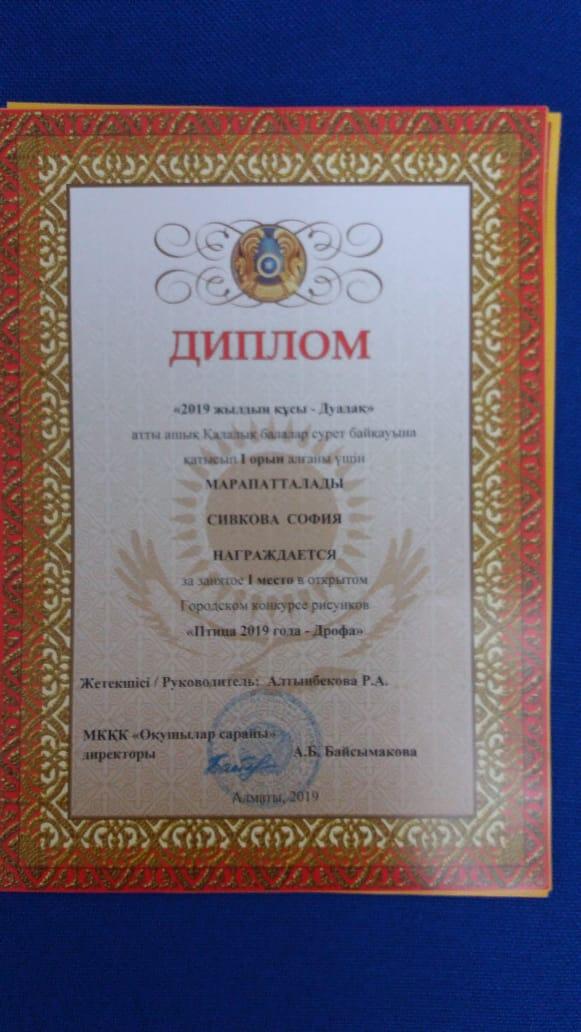 ДИПЛОМ
«2019 жылдың құсы - Дуадақ»
атты ашық Қалалық балалар сурет байқауына
қатысып І орын алғаны үшін
МАРАПАТТАЛАДЫ
СИВКОВА СОФИЯ
НАГРАЖДАЕТСЯ
за занятое І место в открытом
Городском конкурсе рисунков
«Птица 2019 года - Дрофа»
Жетекшісі / Руководитель: Алтынбекова Р.А.
МКҚК «Оқушылар сарайы»
директоры А.Б. Байсымакова
Алматы, 2019